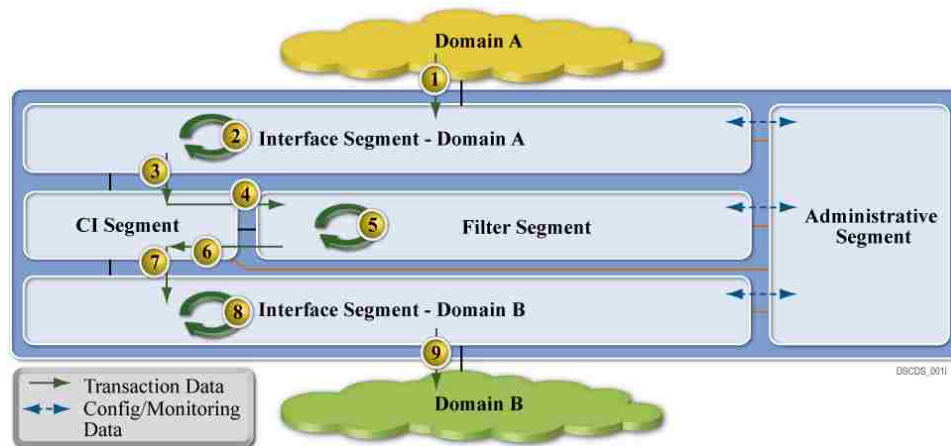 Domain A
1
2
Interface Segment - Domain A
3
4
CI Segment
5
Filter Segment
Administrative
Segment
6
7
8
Interface Segment - Domain B
9
DSCDS_001I
Transaction Data
Config/Monitoring
Data
Domain B